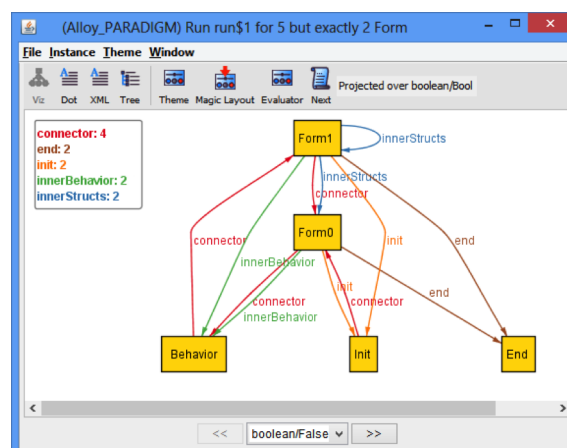 (Alloy_PARADIGM) Run run$1 for 5 but exactly 2 Form
File Instance Theme Window
Viz Dot XML Tree Theme Magic Layout Evaluator Next Projected over boolean/Bool
connector: 4
end: 2
init: 2
innerBehavior: 2
innerStructs: 2
Form1
innerStructs
innerStructs
connector
Form0
connector
end
innerBehavior
init
end
connector
connector
innerBehavior
Behavior
Init
End
<< boolean/False >>